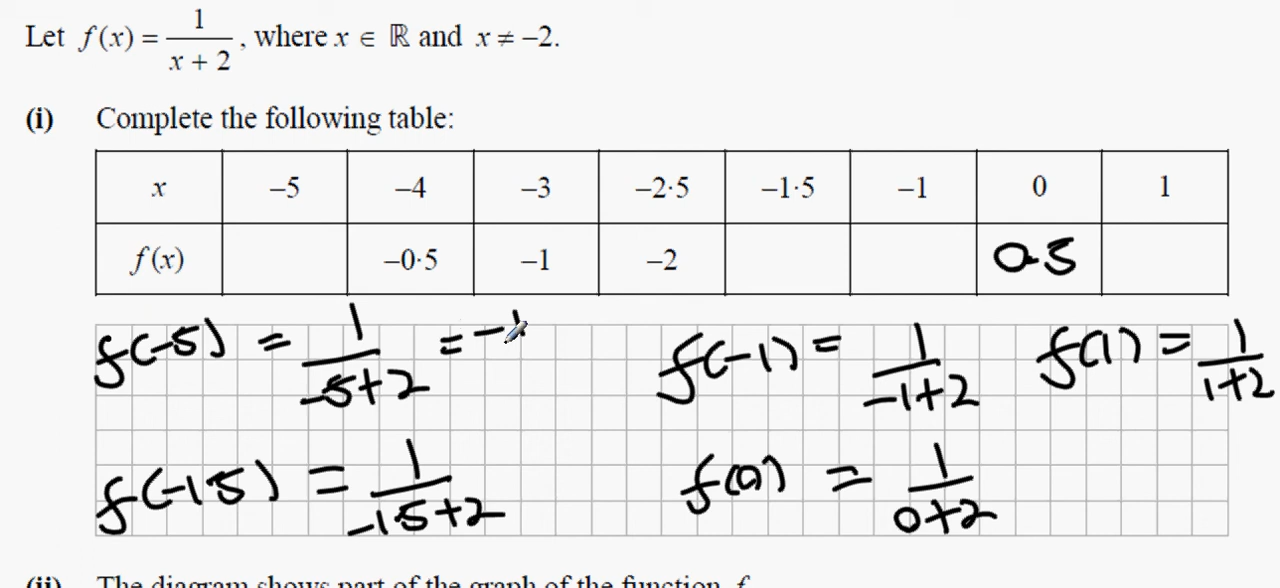 Let f(x) = 1/(x + 2), where x ∈ ℝ and x ≠ −2.
(i) Complete the following table:
x −5 −4 −3 −2·5 −1·5 −1 0 1
f(x) −0·5 −1 −2 0.5
f(-5) = 1/(-5+2) = -1 f(-1) = 1/(-1+2) f(1) = 1/(1+2)
f(-1.5) = 1/(-1.5+2) f(0) = 1/(0+2)
(ii) The diagram shows part of the graph of the function f